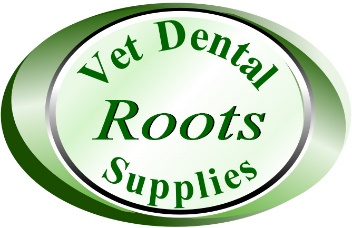 Vet Dental
Roots
Supplies